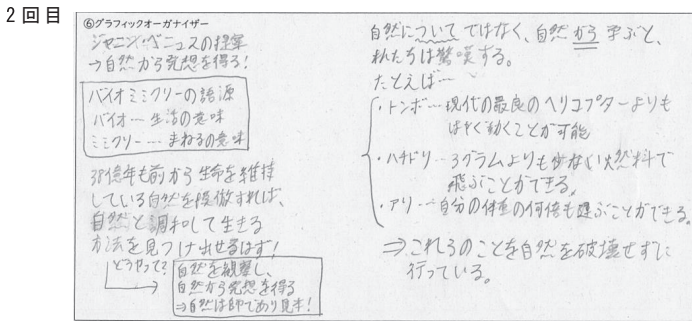 2回目
⑥グラフィックオーガナイザー
ジャニン・ベニュスの提案
→自然から発想を得る!
バイオミミクリーの語源
バイオ… 生活の意味
ミミクリー… まねるの意味
38億年も前から生命を維持
している自然を模倣すれば、
自然と調和して生きる
方法を見つけ出せるはず!
どうやって?
自然を観察し、
自然から発想を得る
⇒自然は師であり見本!
自然についてではなく、自然から学ぶと、
私たちは驚嘆する。
たとえば…
・トンボ…現代の最良のヘリコプターよりも
はやく動くことが可能
・ハチドリ…3グラムよりも少ない燃料で
飛ぶことができる。
・アリ…自分の体重の何倍も運ぶことができる。
⇒これらのことを自然を破壊せずに
行っている。